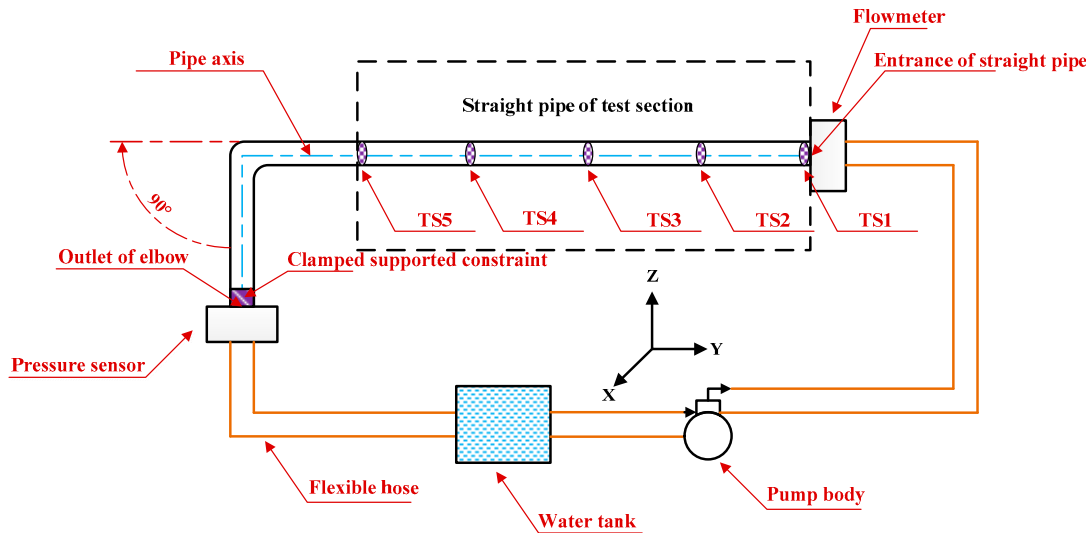 Flowmeter
Pipe axis
Entrance of straight pipe
Straight pipe of test section
90°
TS5
TS4
TS3
TS2
TS1
Outlet of elbow
Clamped supported constraint
Z
Y
X
Pressure sensor
Flexible hose
Water tank
Pump body